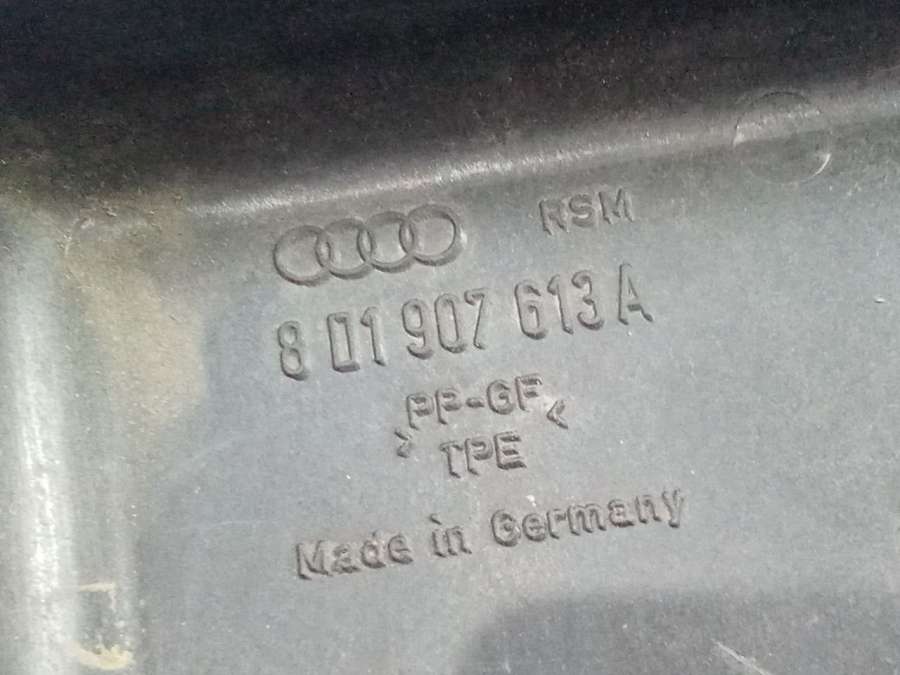 RSM
8 D1 907 613 A
>PP-GF<
TPE
Made in Germany